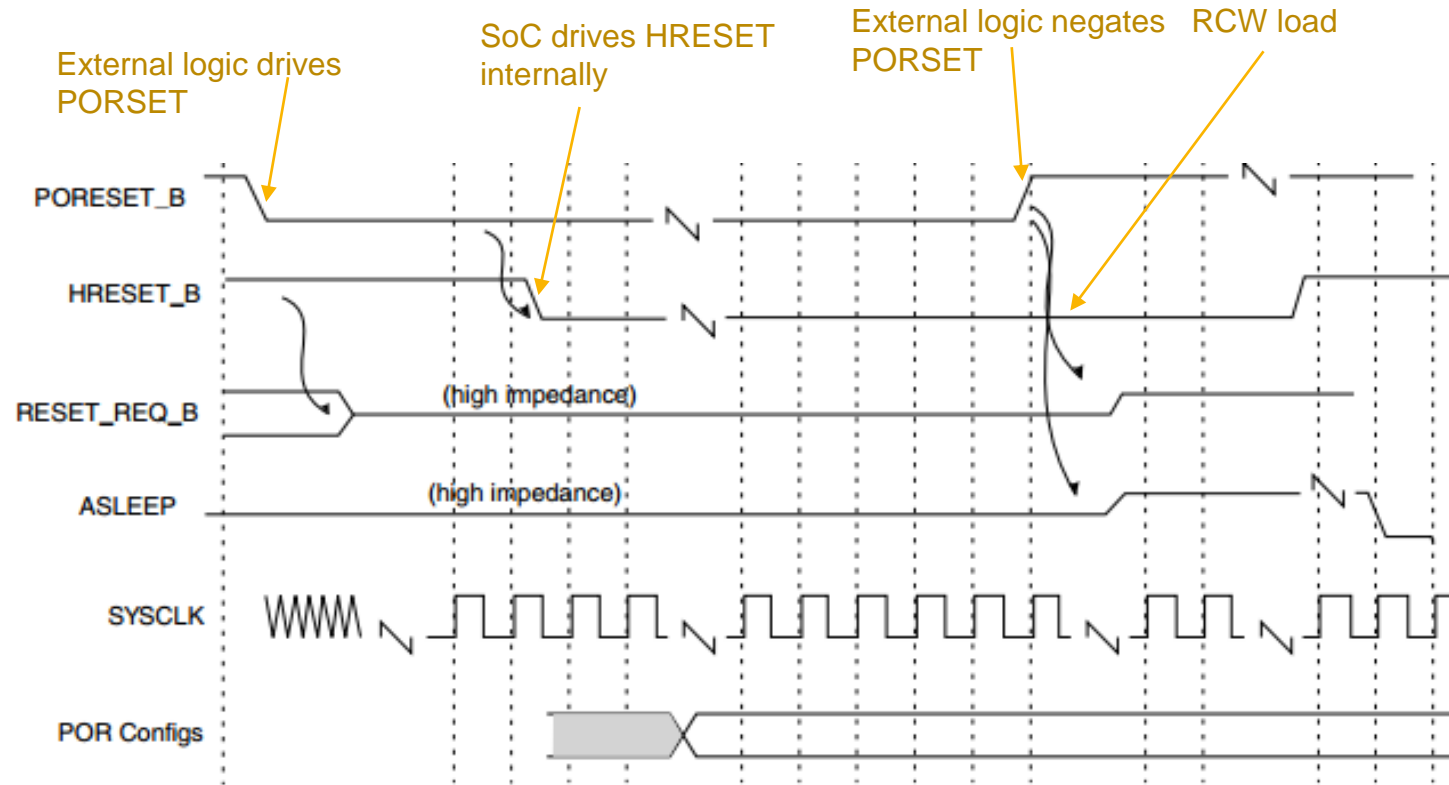 External logic drives
PORSET
SoC drives HRESET
internally
External logic negates
PORSET
RCW load
PORESET_B
HRESET_B
RESET_REQ_B
(high impedance)
ASLEEP
(high impedance)
SYSCLK
POR Configs